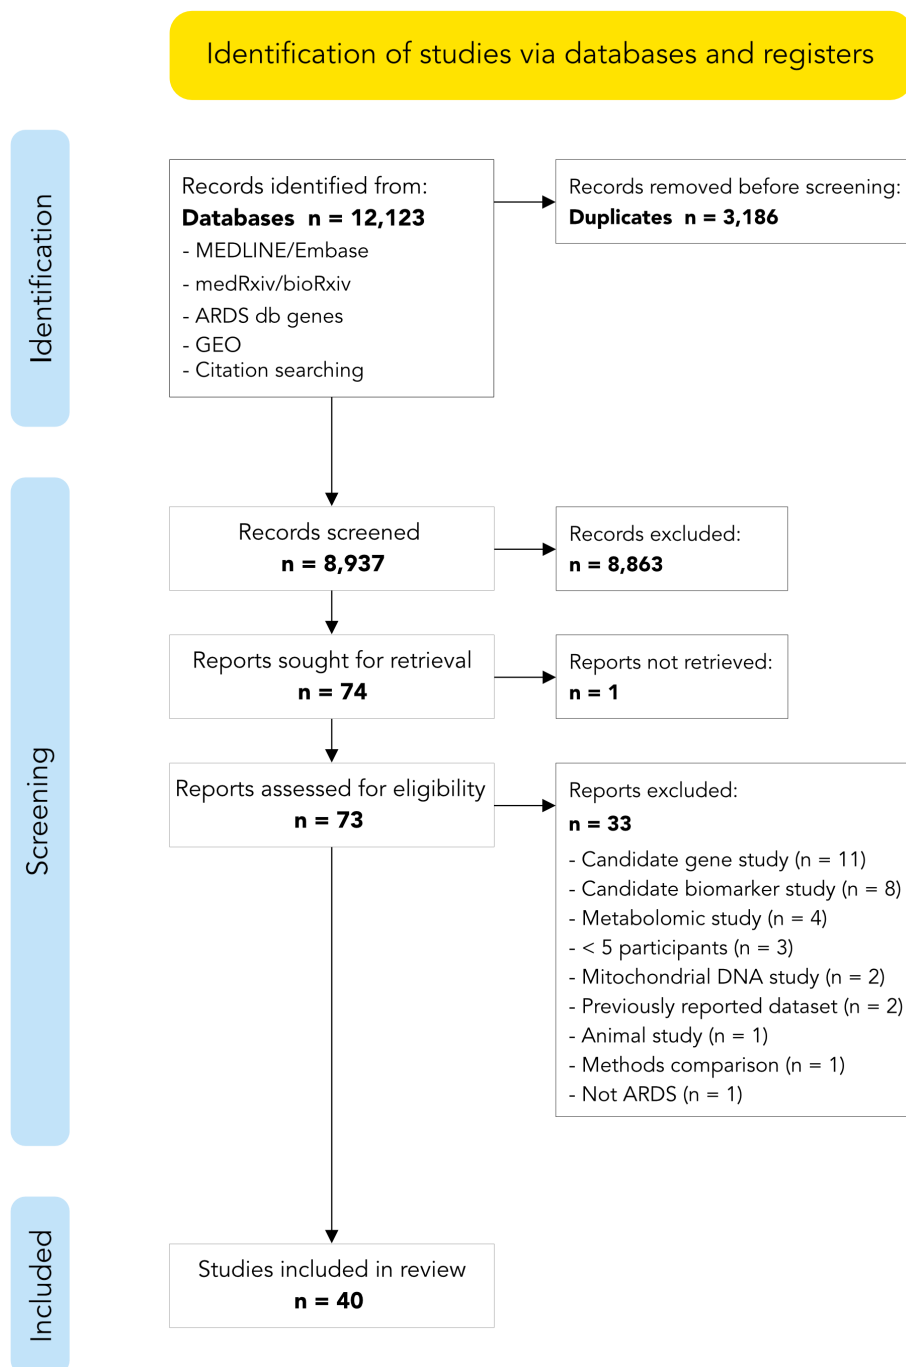 Identification of studies via databases and registers
Identification
Records identified from:
Databases n = 12,123
- MEDLINE/Embase
- medRxiv/bioRxiv
- ARDS db genes
- GEO
- Citation searching
Records removed before screening:
Duplicates n = 3,186
Screening
Records screened
n = 8,937
Records excluded:
n = 8,863
Reports sought for retrieval
n = 74
Reports not retrieved:
n = 1
Reports assessed for eligibility
n = 73
Reports excluded:
n = 33
- Candidate gene study (n = 11)
- Candidate biomarker study (n = 8)
- Metabolomic study (n = 4)
- < 5 participants (n = 3)
- Mitochondrial DNA study (n = 2)
- Previously reported dataset (n = 2)
- Animal study (n = 1)
- Methods comparison (n = 1)
- Not ARDS (n = 1)
Included
Studies included in review
n = 40